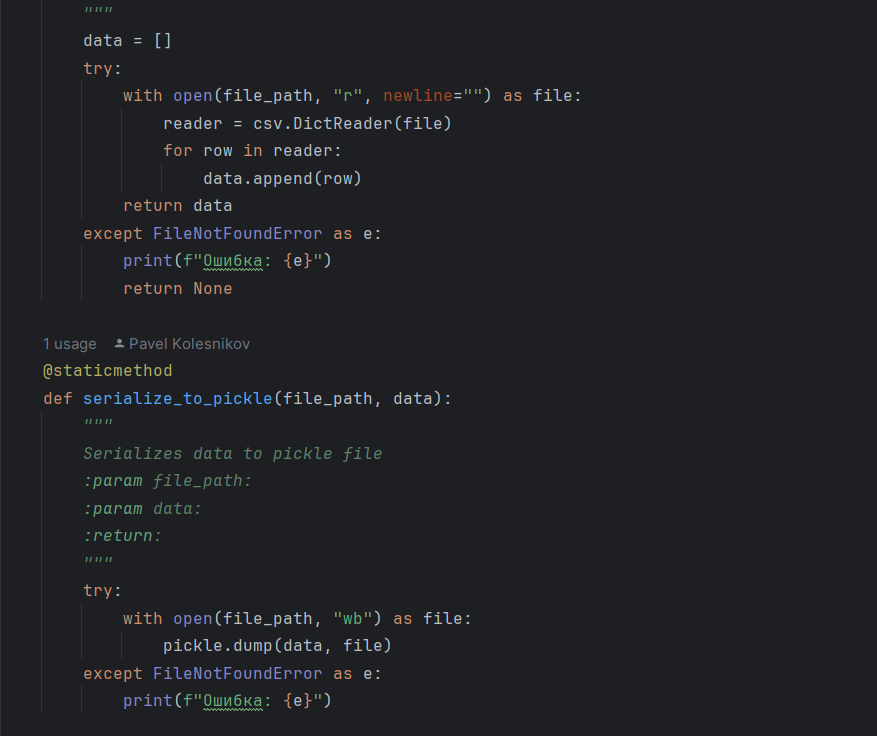 """
data = []
try:
with open(file_path, "r", newline="") as file:
reader = csv.DictReader(file)
for row in reader:
data.append(row)
return data
except FileNotFoundError as e:
print(f"Ошибка: {e}")
return None
1 usage Pavel Kolesnikov
@staticmethod
def serialize_to_pickle(file_path, data):
"""
Serializes data to pickle file
:param file_path:
:param data:
:return:
"""
try:
with open(file_path, "wb") as file:
pickle.dump(data, file)
except FileNotFoundError as e:
print(f"Ошибка: {e}")